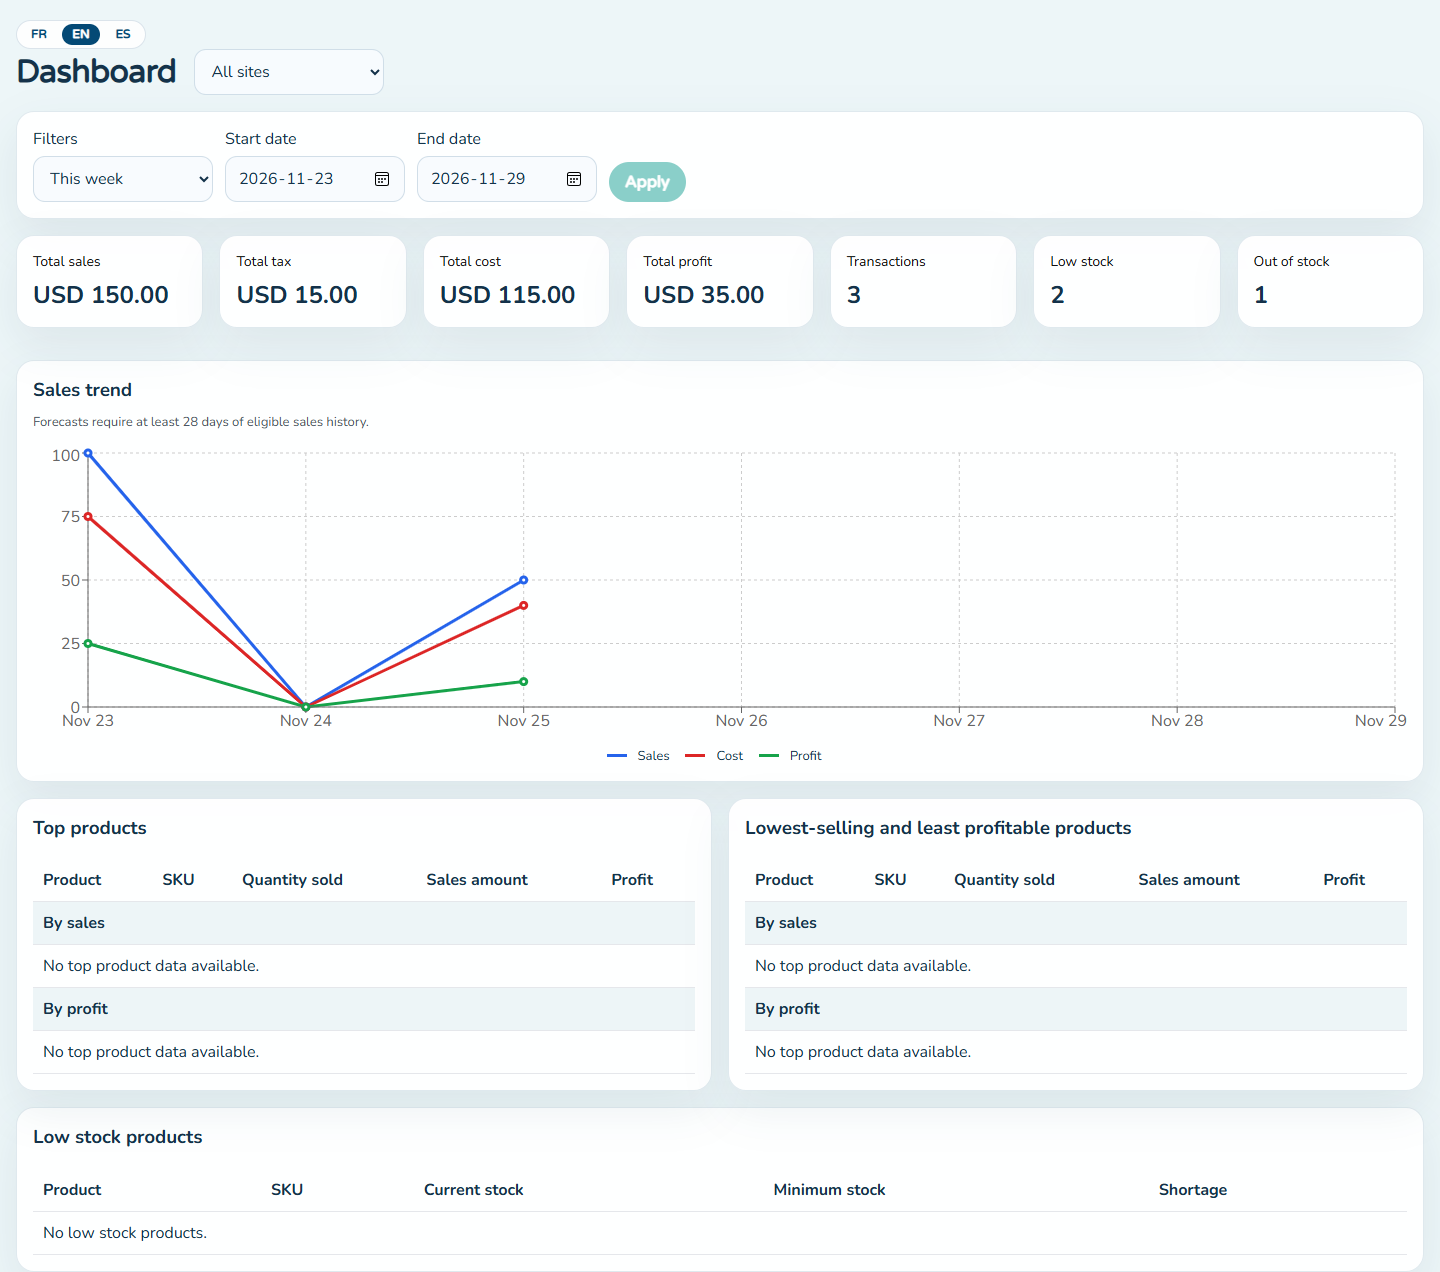 FR EN ES
Dashboard All sites
Filters Start date End date
This week 2026-11-23 2026-11-29 Apply
Total sales Total tax Total cost Total profit Transactions Low stock Out of stock
USD 150.00 USD 15.00 USD 115.00 USD 35.00 3 2 1
Sales trend
Forecasts require at least 28 days of eligible sales history.
100
75
50
25
0
Nov 23 Nov 24 Nov 25 Nov 26 Nov 27 Nov 28 Nov 29
Sales Cost Profit
Top products
Product SKU Quantity sold Sales amount Profit
By sales
No top product data available.
By profit
No top product data available.
Lowest-selling and least profitable products
Product SKU Quantity sold Sales amount Profit
By sales
No top product data available.
By profit
No top product data available.
Low stock products
Product SKU Current stock Minimum stock Shortage
No low stock products.